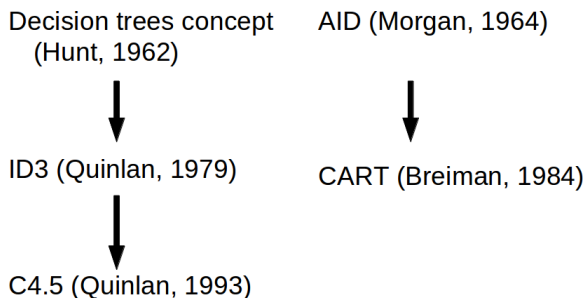 Decision trees concept
(Hunt, 1962)
AID (Morgan, 1964)
ID3 (Quinlan, 1979)
CART (Breiman, 1984)
C4.5 (Quinlan, 1993)